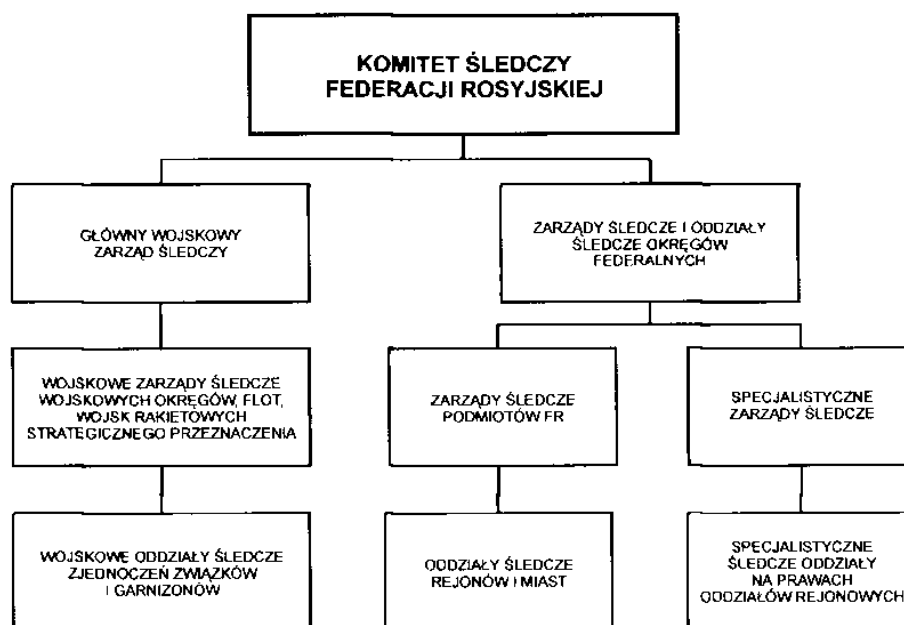 KOMITET ŚLEDCZY
FEDERACJI ROSYJSKIEJ
GŁÓWNY WOJSKOWY
ZARZĄD ŚLEDCZY
ZARZĄDY ŚLEDCZE I ODDZIAŁY
ŚLEDCZE OKRĘGÓW
FEDERALNYCH
WOJSKOWE ZARZĄDY ŚLEDCZE
WOJSKOWYCH OKRĘGÓW, FLOT,
WOJSK RAKIETOWYCH
STRATEGICZNEGO PRZEZNACZENIA
ZARZĄDY ŚLEDCZE
PODMIOTÓW FR
SPECJALISTYCZNE
ZARZĄDY ŚLEDCZE
WOJSKOWE ODDZIAŁY ŚLEDCZE
ZJEDNOCZEŃ ZWIĄZKÓW
I GARNIZONÓW
ODDZIAŁY ŚLEDCZE
REJONÓW I MIAST
SPECJALISTYCZNE
ŚLEDCZE ODDZIAŁY
NA PRAWACH
ODDZIAŁÓW REJONOWYCH